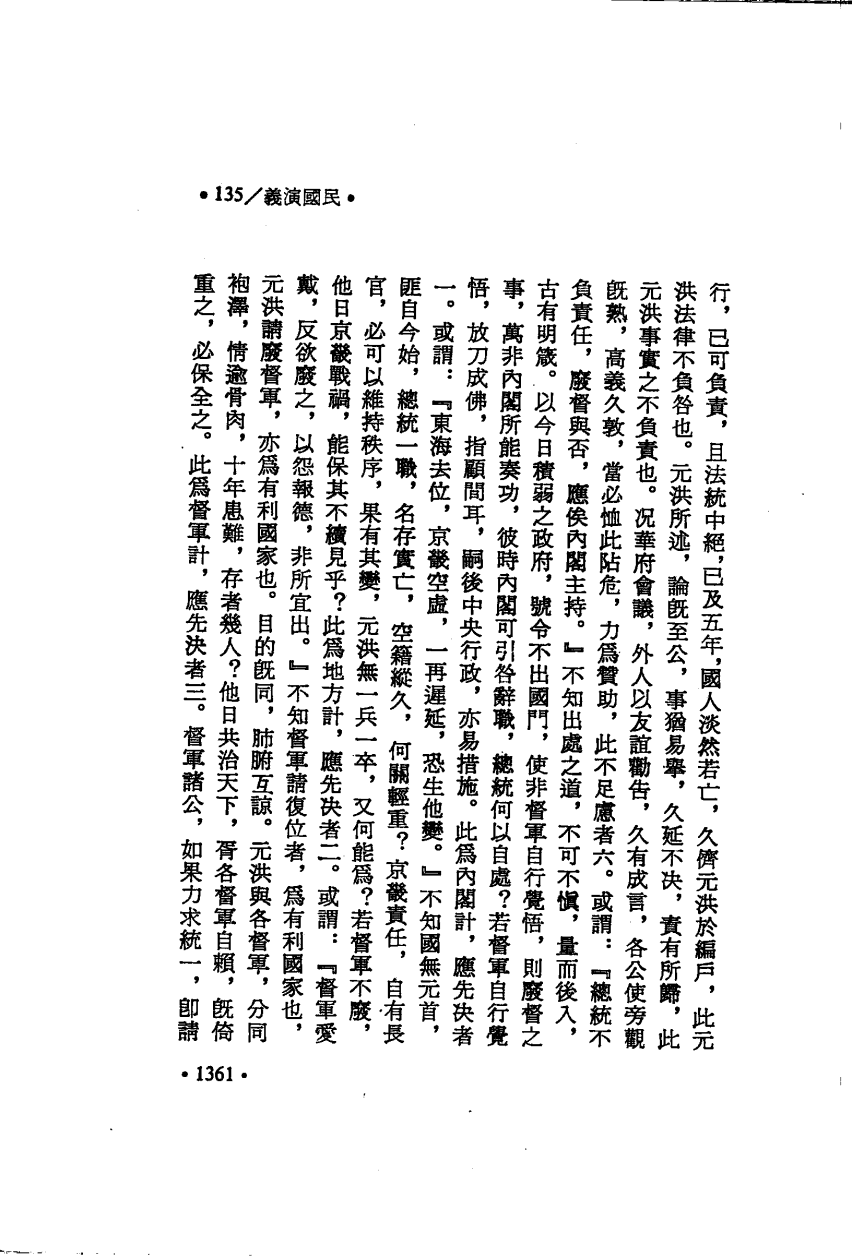 •135／義演國民•
行，已可負責，且法統中絕，已及五年，國人淡然若亡，久儕元洪於編戶，此元
洪法律不負咎也。元洪所述，論旣至公，事猶易舉，久延不決，責有所歸，此
元洪事實之不負責也。況華府會議，外人以友誼勸告，久有成言，各公使旁觀
旣熟，高義久敦，當必恤此阽危，力爲贊助，此不足慮者六。或謂：『總統不
負責任，廢督與否，應俟內閣主持。』不知出處之道，不可不愼，量而後入，
古有明箴。以今日積弱之政府，號令不出國門，使非督軍自行覺悟，則廢督之
事，萬非內閣所能奏功，彼時內閣可引咎辭職，總統何以自處？若督軍自行覺
悟，放刀成佛，指顧間耳，嗣後中央行政，亦易措施。此爲內閣計，應先決者
一。或謂：『東海去位，京畿空虛，一再遲延，恐生他變。』不知國無元首，
匪自今始，總統一職，名存實亡，空籍縱久，何關輕重？京畿責任，自有長
官，必可以維持秩序，果有其變，元洪無一兵一卒，又何能爲？若督軍不廢，
他日京畿戰禍，能保其不續見乎？此爲地方計，應先決者二。或謂：『督軍愛
戴，反欲廢之，以怨報德，非所宜出。』不知督軍請復位者，爲有利國家也，
元洪請廢督軍，亦爲有利國家也。目的旣同，肺腑互諒。元洪與各督軍，分同
袍澤，情逾骨肉，十年患難，存者幾人？他日共治天下，胥各督軍自賴，旣倚
重之，必保全之。此爲督軍計，應先決者三。督軍諸公，如果力求統一，卽請
•1361•